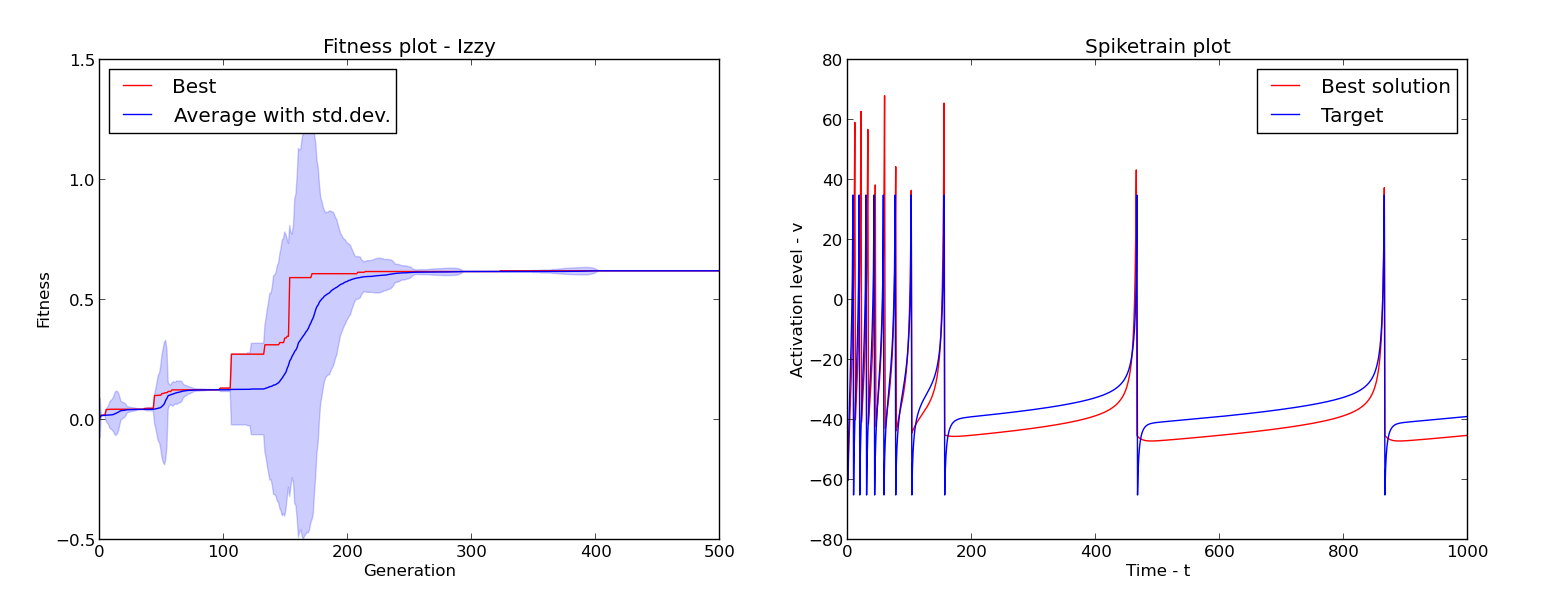 Fitness plot - Izzy
Best
Average with std.dev.
1.5
1.0
0.5
0.0
−0.5
0
100
200
300
400
500
Fitness
Generation
Spiketrain plot
Best solution
Target
80
60
40
20
0
−20
−40
−60
−80
0
200
400
600
800
1000
Activation level - v
Time - t